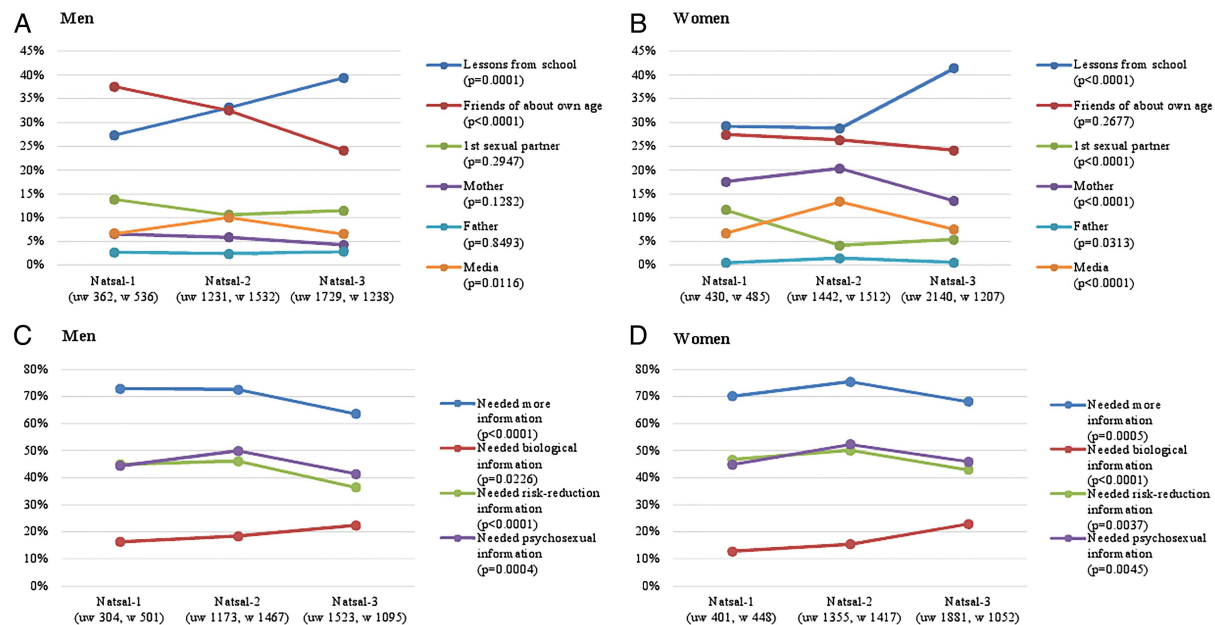 A
Men
45%
40%
35%
30%
25%
20%
15%
10%
5%
0%
Natsal-1
(uw 362, w 536)
Natsal-2
(uw 1231, w 1532)
Natsal-3
(uw 1729, w 1238)
Lessons from school
(p=0.0001)
Friends of about own age
(p<0.0001)
1st sexual partner
(p=0.2947)
Mother
(p=0.1282)
Father
(p=0.8493)
Media
(p=0.0116)
B
Women
45%
40%
35%
30%
25%
20%
15%
10%
5%
0%
Natsal-1
(uw 430, w 485)
Natsal-2
(uw 1442, w 1512)
Natsal-3
(uw 2140, w 1207)
Lessons from school
(p<0.0001)
Friends of about own age
(p=0.2677)
1st sexual partner
(p<0.0001)
Mother
(p<0.0001)
Father
(p=0.0313)
Media
(p<0.0001)
C
Men
80%
70%
60%
50%
40%
30%
20%
10%
0%
Natsal-1
(uw 304, w 501)
Natsal-2
(uw 1173, w 1467)
Natsal-3
(uw 1523, w 1095)
Needed more
information
(p<0.0001)
Needed biological
information
(p=0.0226)
Needed risk-reduction
information
(p<0.0001)
Needed psychosexual
information
(p=0.0004)
D
Women
80%
70%
60%
50%
40%
30%
20%
10%
0%
Natsal-1
(uw 401, w 448)
Natsal-2
(uw 1355, w 1417)
Natsal-3
(uw 1881, w 1052)
Needed more
information
(p=0.0005)
Needed biological
information
(p<0.0001)
Needed risk-reduction
information
(p=0.0037)
Needed psychosexual
information
(p=0.0045)